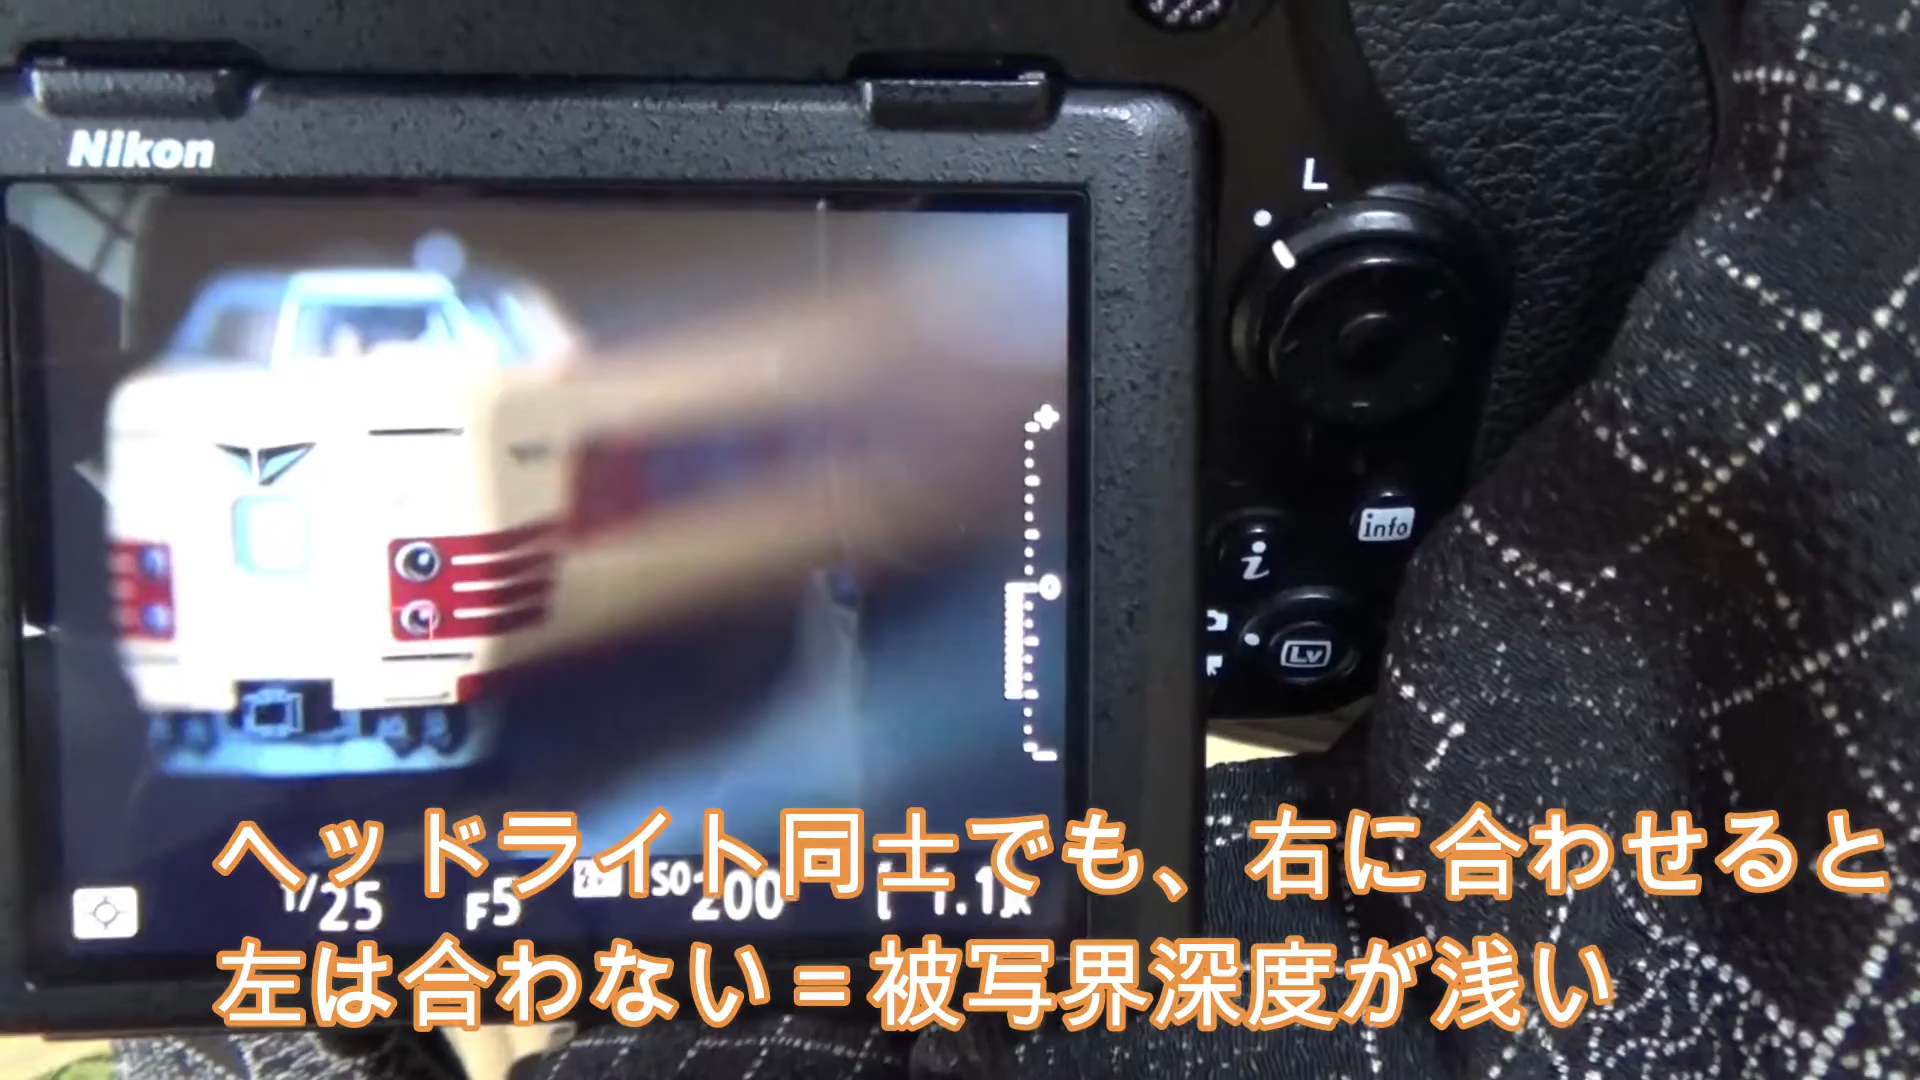 Nikon
L
info
i
Lv
1/25 F5 ISO 200
ヘッドライト同士でも、右に合わせると
左は合わない＝被写界深度が浅い